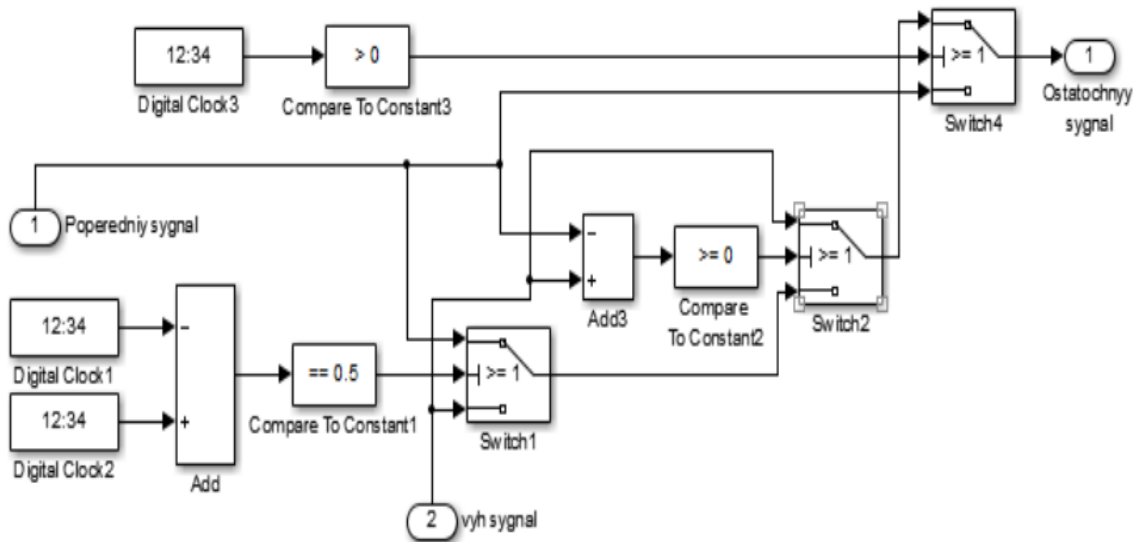 12:34
Digital Clock3
> 0
Compare To Constant3
>= 1
Switch4
1
Ostatochnyy
sygnal
1
Poperedniy sygnal
-
+
Add3
>= 0
Compare
To Constant2
>= 1
Switch2
12:34
Digital Clock1
12:34
Digital Clock2
-
+
Add
== 0.5
Compare To Constant1
>= 1
Switch1
2
vyh sygnal